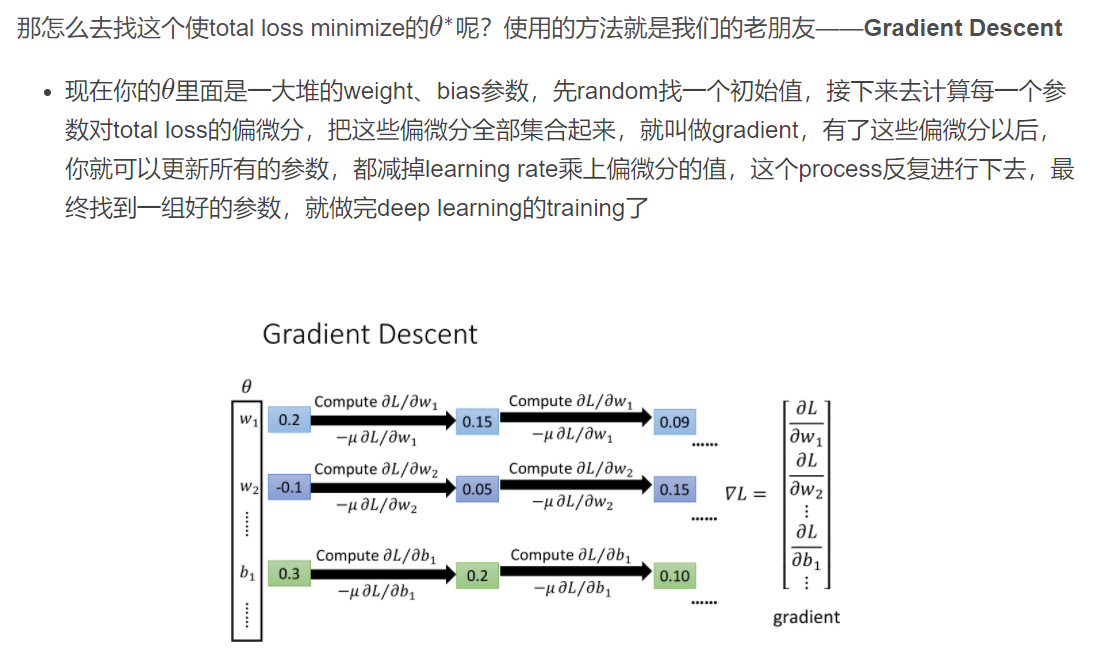 那怎么去找这个使total loss minimize的θ*呢？使用的方法就是我们的老朋友——Gradient Descent
• 现在你的θ里面是一大堆的weight、bias参数，先random找一个初始值，接下来去计算每一个参
数对total loss的偏微分，把这些偏微分全部集合起来，就叫做gradient，有了这些偏微分以后，
你就可以更新所有的参数，都减掉learning rate乘上偏微分的值，这个process反复进行下去，最
终找到一组好的参数，就做完deep learning的training了
Gradient Descent
θ
w₁ 0.2 Compute ∂L/∂w₁ −μ ∂L/∂w₁ 0.15 Compute ∂L/∂w₁ −μ ∂L/∂w₁ 0.09 ……
w₂ -0.1 Compute ∂L/∂w₂ −μ ∂L/∂w₂ 0.05 Compute ∂L/∂w₂ −μ ∂L/∂w₂ 0.15 ……
……
b₁ 0.3 Compute ∂L/∂b₁ −μ ∂L/∂b₁ 0.2 Compute ∂L/∂b₁ −μ ∂L/∂b₁ 0.10 ……
……
∇L =
∂L
∂w₁
∂L
∂w₂
⋮
∂L
∂b₁
⋮
gradient